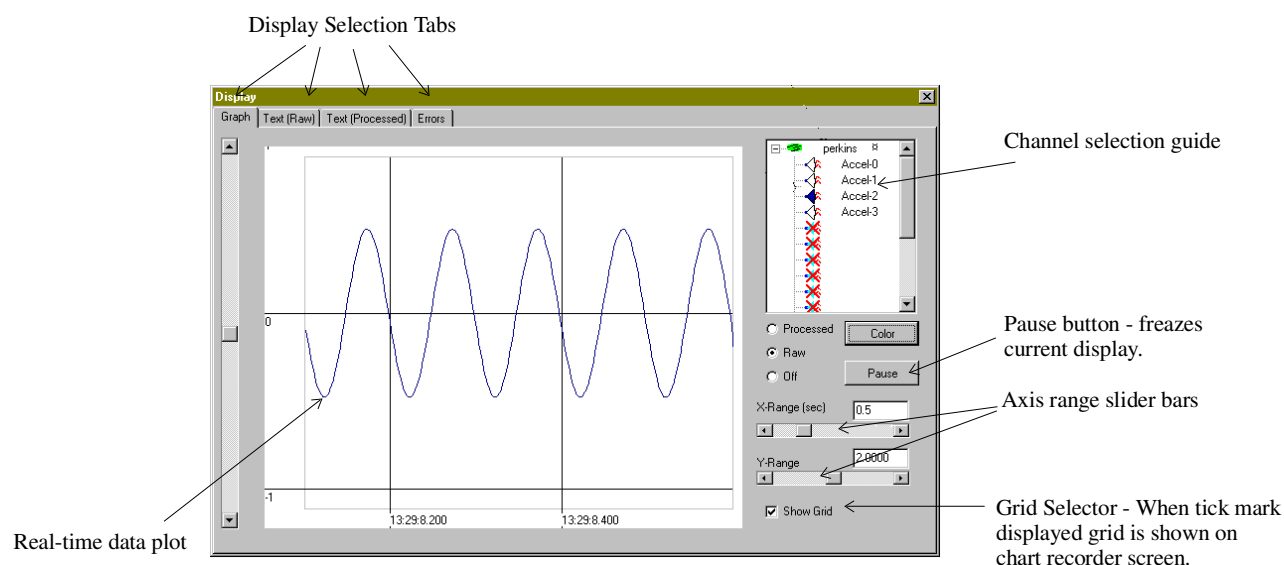 Display Selection Tabs
Display
Graph
Text (Raw)
Text (Processed)
Errors
perkins
Accel-0
Accel-1
Accel-2
Accel-3
Channel selection guide
0
-1
13:29:8.200
13:29:8.400
Processed
Raw
Off
Color
Pause
Pause button - freazes
current display.
X-Range (sec)
0.5
Axis range slider bars
Y-Range
2.0000
Show Grid
Grid Selector - When tick mark
displayed grid is shown on
chart recorder screen.
Real-time data plot